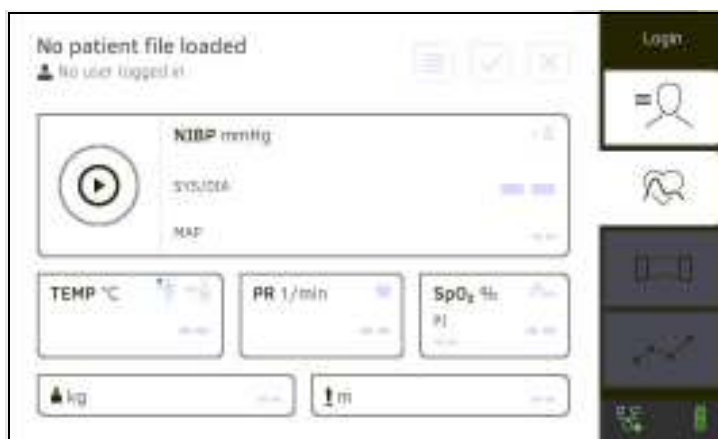 No patient file loaded
No user logged in
Login
NIBP mmHg
SYS/DIA
MAP
TEMP °C
PR 1/min
SpO₂ %
PI
kg
m